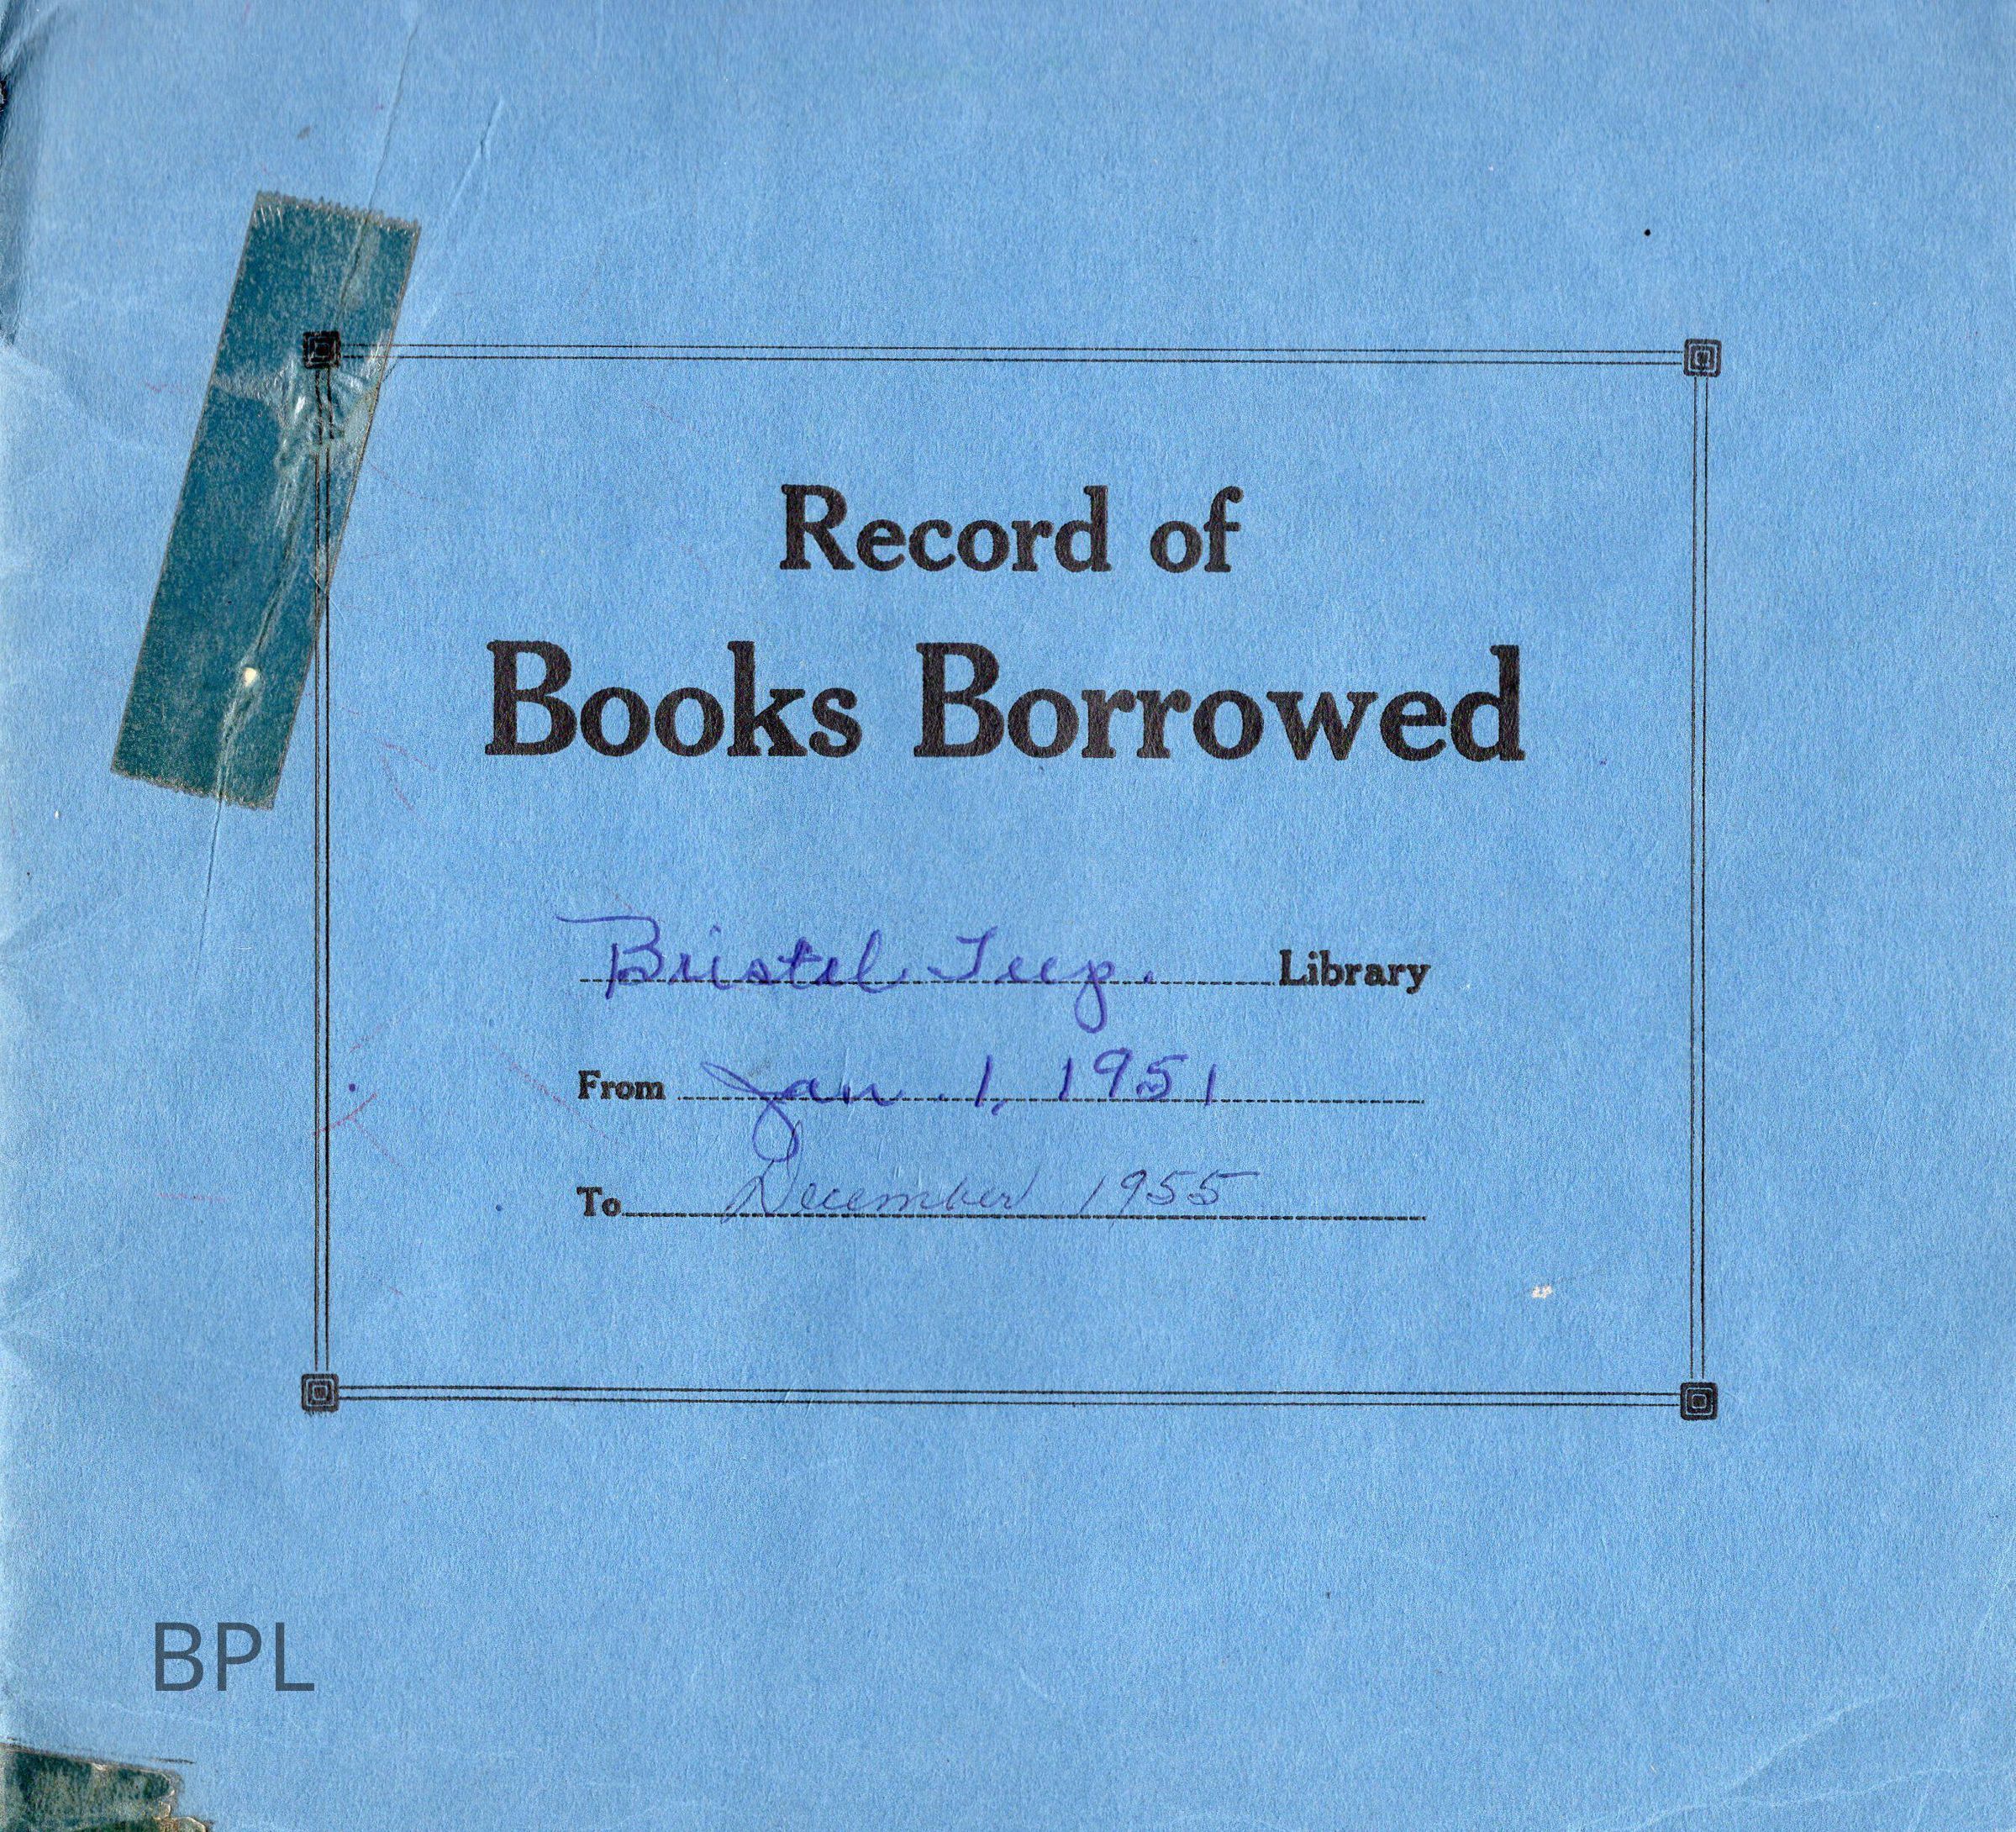 Record of
Books Borrowed
Bristol Twp. Library
From Jan. 1, 1951
To December 1955
BPL